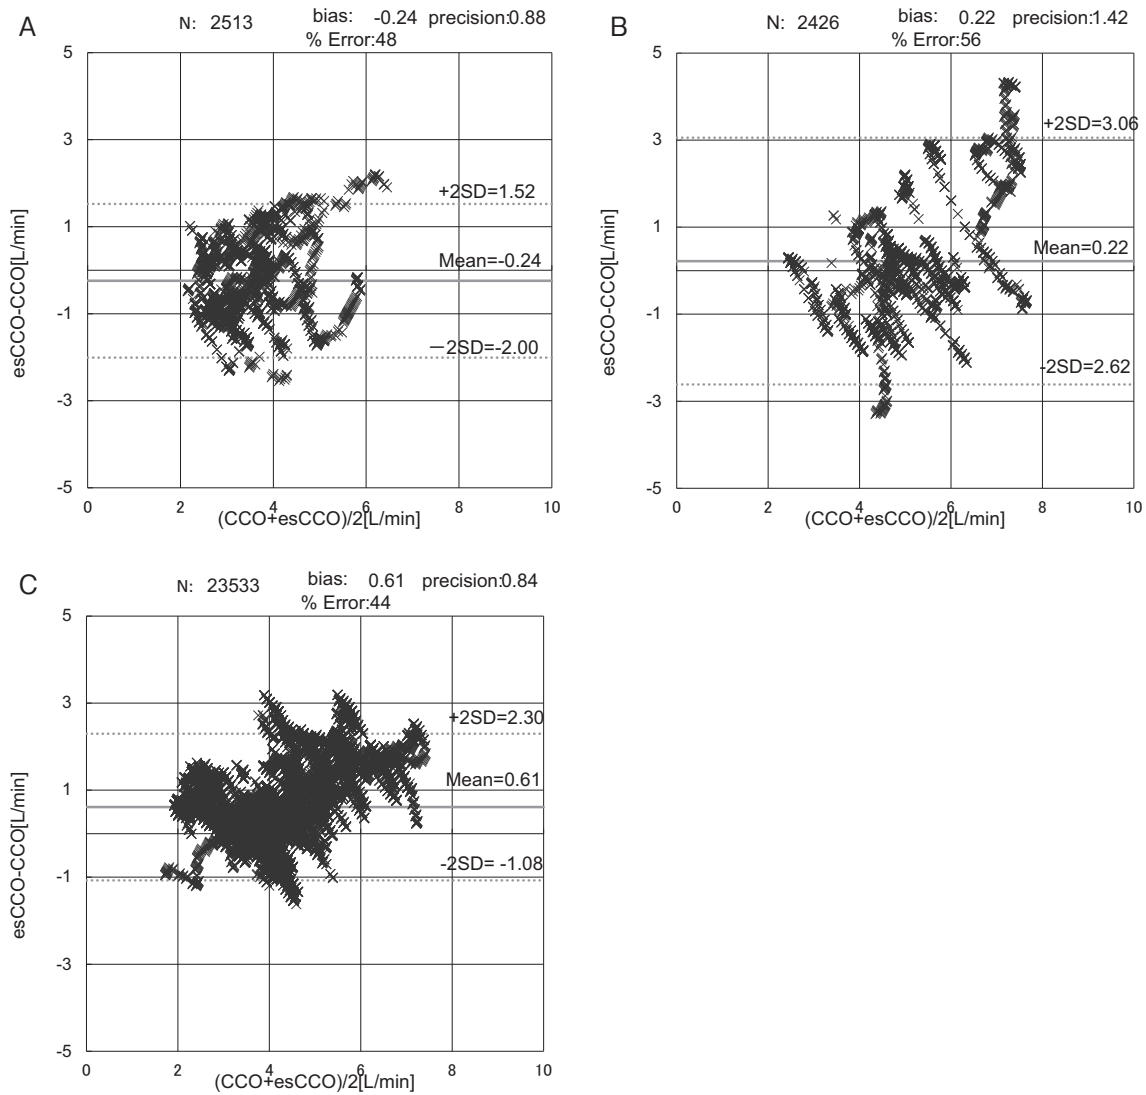 A
N: 2513 bias: -0.24 precision:0.88
% Error:48
5
3
1
-1
-3
-5
esCCO-CCO[L/min]
+2SD=1.52
Mean=-0.24
−2SD=-2.00
0 2 4 6 8 10
(CCO+esCCO)/2[L/min]
B
N: 2426 bias: 0.22 precision:1.42
% Error:56
5
3
1
-1
-3
-5
esCCO-CCO[L/min]
+2SD=3.06
Mean=0.22
-2SD=2.62
0 2 4 6 8 10
(CCO+esCCO)/2[L/min]
C
N: 23533 bias: 0.61 precision:0.84
% Error:44
5
3
1
-1
-3
-5
esCCO-CCO[L/min]
+2SD=2.30
Mean=0.61
-2SD= -1.08
0 2 4 6 8 10
(CCO+esCCO)/2[L/min]